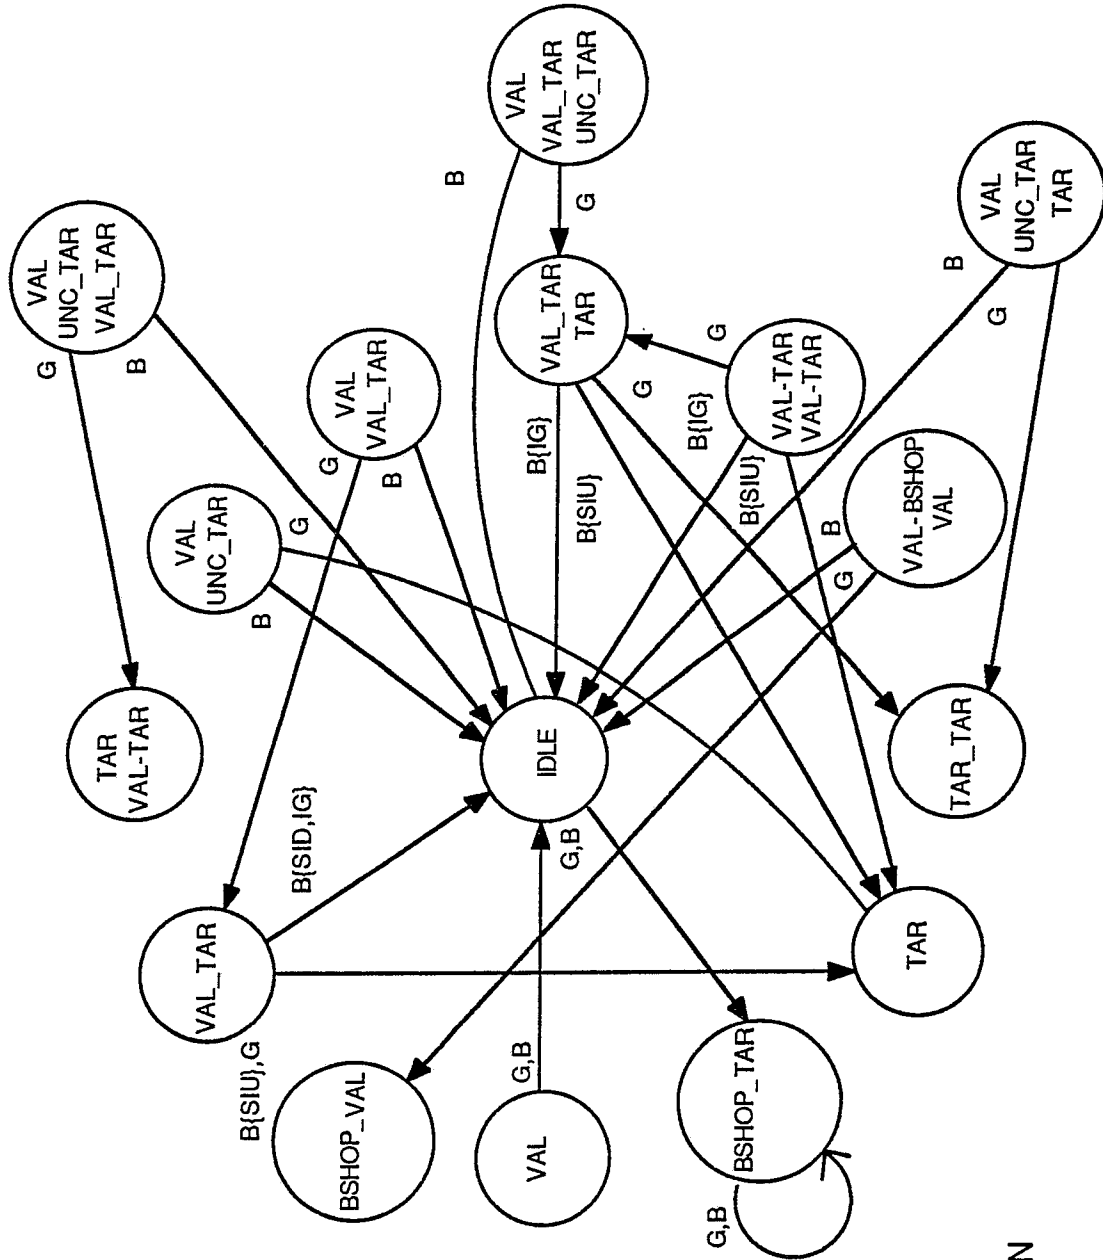 G
TAR
VAL-TAR
VAL
UNC_TAR
VAL_TAR
B
VAL_TAR
VAL
UNC_TAR
B{SIU},G
B
G
B{SID,IG}
G
VAL
VAL_TAR
B
BSHOP_VAL
B
G,B
VAL
IDLE
G,B
B{IG}
VAL_TAR
TAR
VAL
VAL_TAR
UNC_TAR
G
B{SIU}
G
B{IG}
G
G,B
BSHOP_TAR
B{SIU}
VAL-TAR
VAL-TAR
B
G
VAL-BSHOP
VAL
TAR
TAR_TAR
B
G
VAL
UNC_TAR
TAR
N